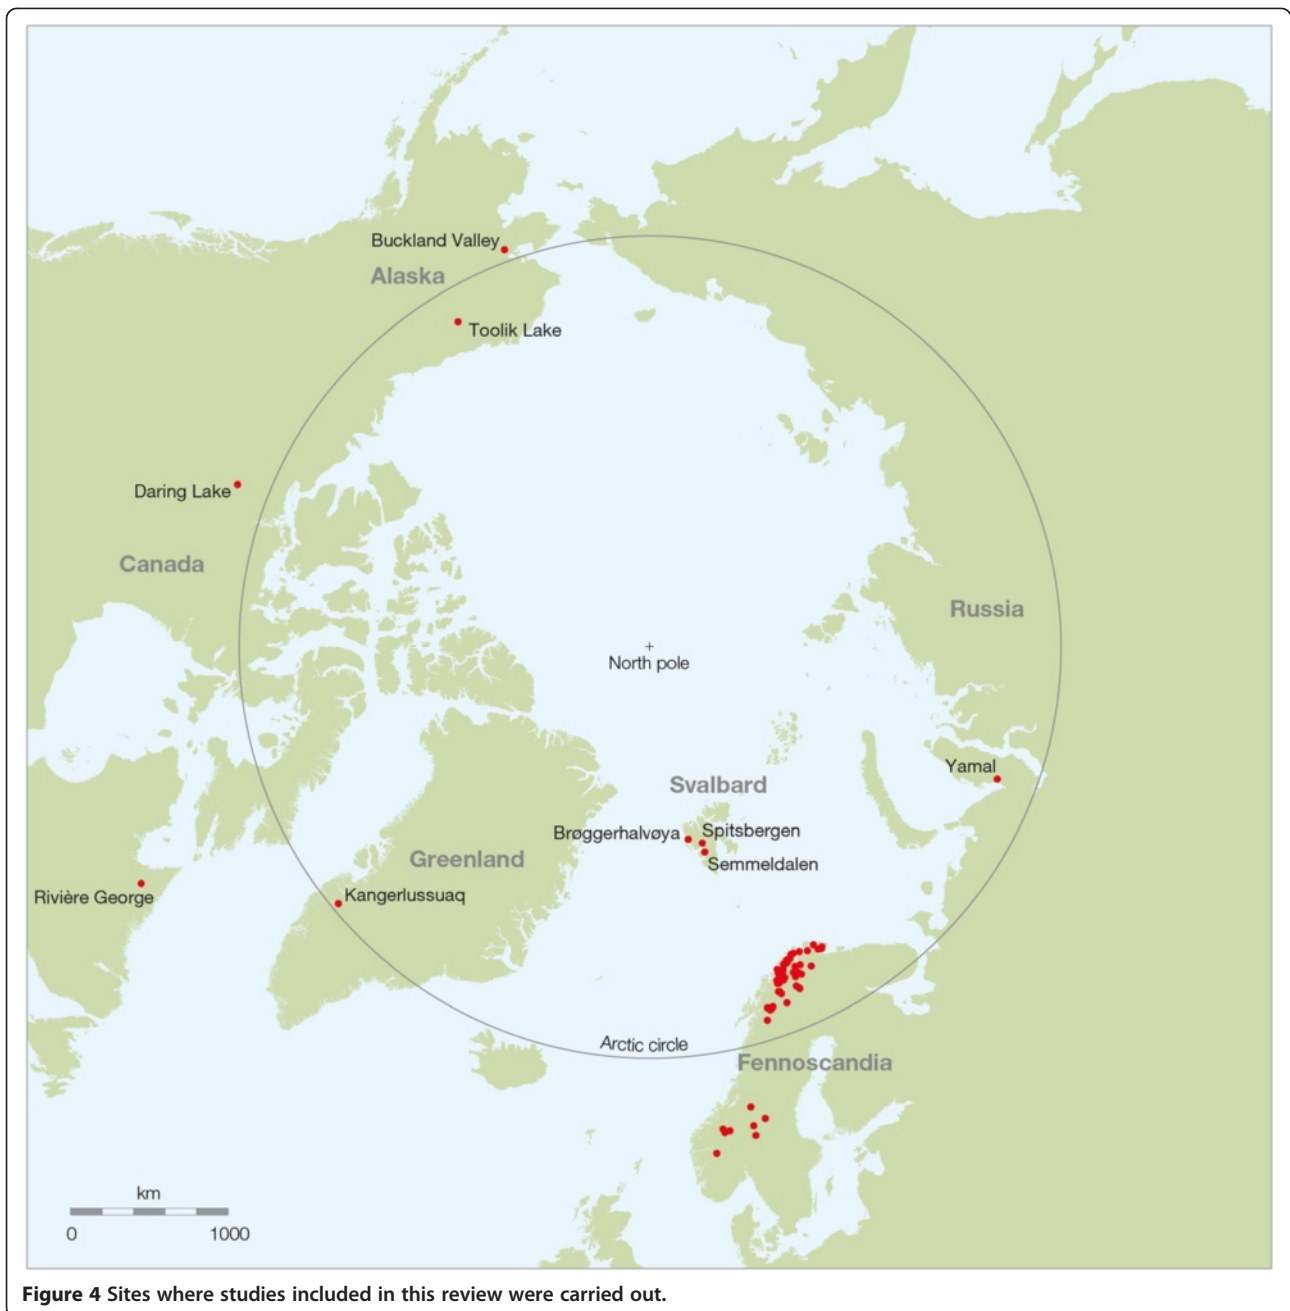 Buckland Valley
Alaska
Toolik Lake
Daring Lake
Canada
Russia
+
North pole
Yamal
Svalbard
Brøggerhalvøya
Spitsbergen
Semmeldalen
Greenland
Kangerlussuaq
Rivière George
Arctic circle
Fennoscandia
km
0 1000
Figure 4 Sites where studies included in this review were carried out.